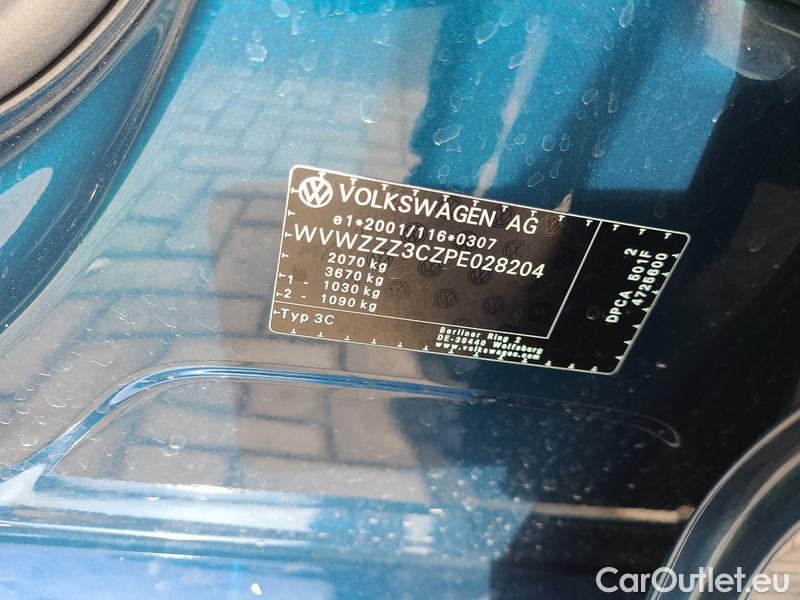 VOLKSWAGEN AG
e1*2001/116*0307
WVWZZZ3CZPE028204
2070 kg
3670 kg
1 - 1030 kg
2 - 1090 kg
Typ 3C
Berliner Ring 2
DE-38440 Wolfsburg
www.volkswagen.com
2
DPCA 501F
4725600
CarOutlet.eu